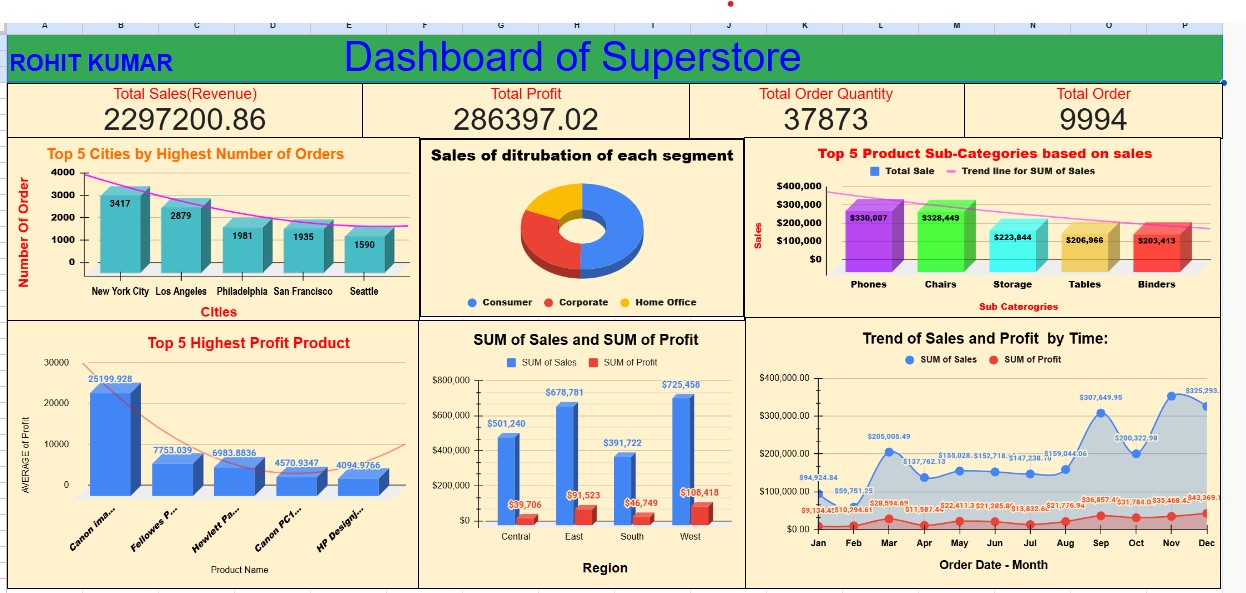 A B C D E F G H I J K L M N O P
ROHIT KUMAR Dashboard of Superstore
Total Sales(Revenue) Total Profit Total Order Quantity Total Order
2297200.86 286397.02 37873 9994
Top 5 Cities by Highest Number of Orders
Number Of Order
4000
3000
2000
1000
0
3417 2879 1981 1935 1590
New York City Los Angeles Philadelphia San Francisco Seattle
Cities
Sales of ditrubation of each segment
Consumer Corporate Home Office
Top 5 Product Sub-Categories based on sales
Total Sale Trend line for SUM of Sales
Sales
$400,000
$300,000
$200,000
$100,000
$0
$330,007 $328,449 $223,844 $206,966 $203,413
Phones Chairs Storage Tables Binders
Sub Caterogries
Top 5 Highest Profit Product
AVERAGE of Profit
30000
20000
10000
0
25199.928 7753.039 6983.8836 4570.9347 4094.9766
Canon ima... Fellowes P... Hewlett Pa... Canon PC1... HP Designj...
Product Name
SUM of Sales and SUM of Profit
SUM of Sales SUM of Profit
$800,000
$600,000
$400,000
$200,000
$0
$501,240 $678,781 $391,722 $725,458
$39,706 $91,523 $46,749 $108,418
Central East South West
Region
Trend of Sales and Profit by Time:
SUM of Sales SUM of Profit
$400,000.00
$300,000.00
$200,000.00
$100,000.00
$0.00
$94,924.84 $59,751.25 $205,005.49 $137,762.13 $155,028. $152,718. $147,238. $159,044.06 $307,649.95 $200,322.98 $325,293.
$9,134.4 $10,294.61 $28,594.69 $11,587.4 $22,411.3 $21,285. $13,832.6 $21,776.94 $36,857.4 $31,784.0 $35,468.4 $43,369.1
Jan Feb Mar Apr May Jun Jul Aug Sep Oct Nov Dec
Order Date - Month